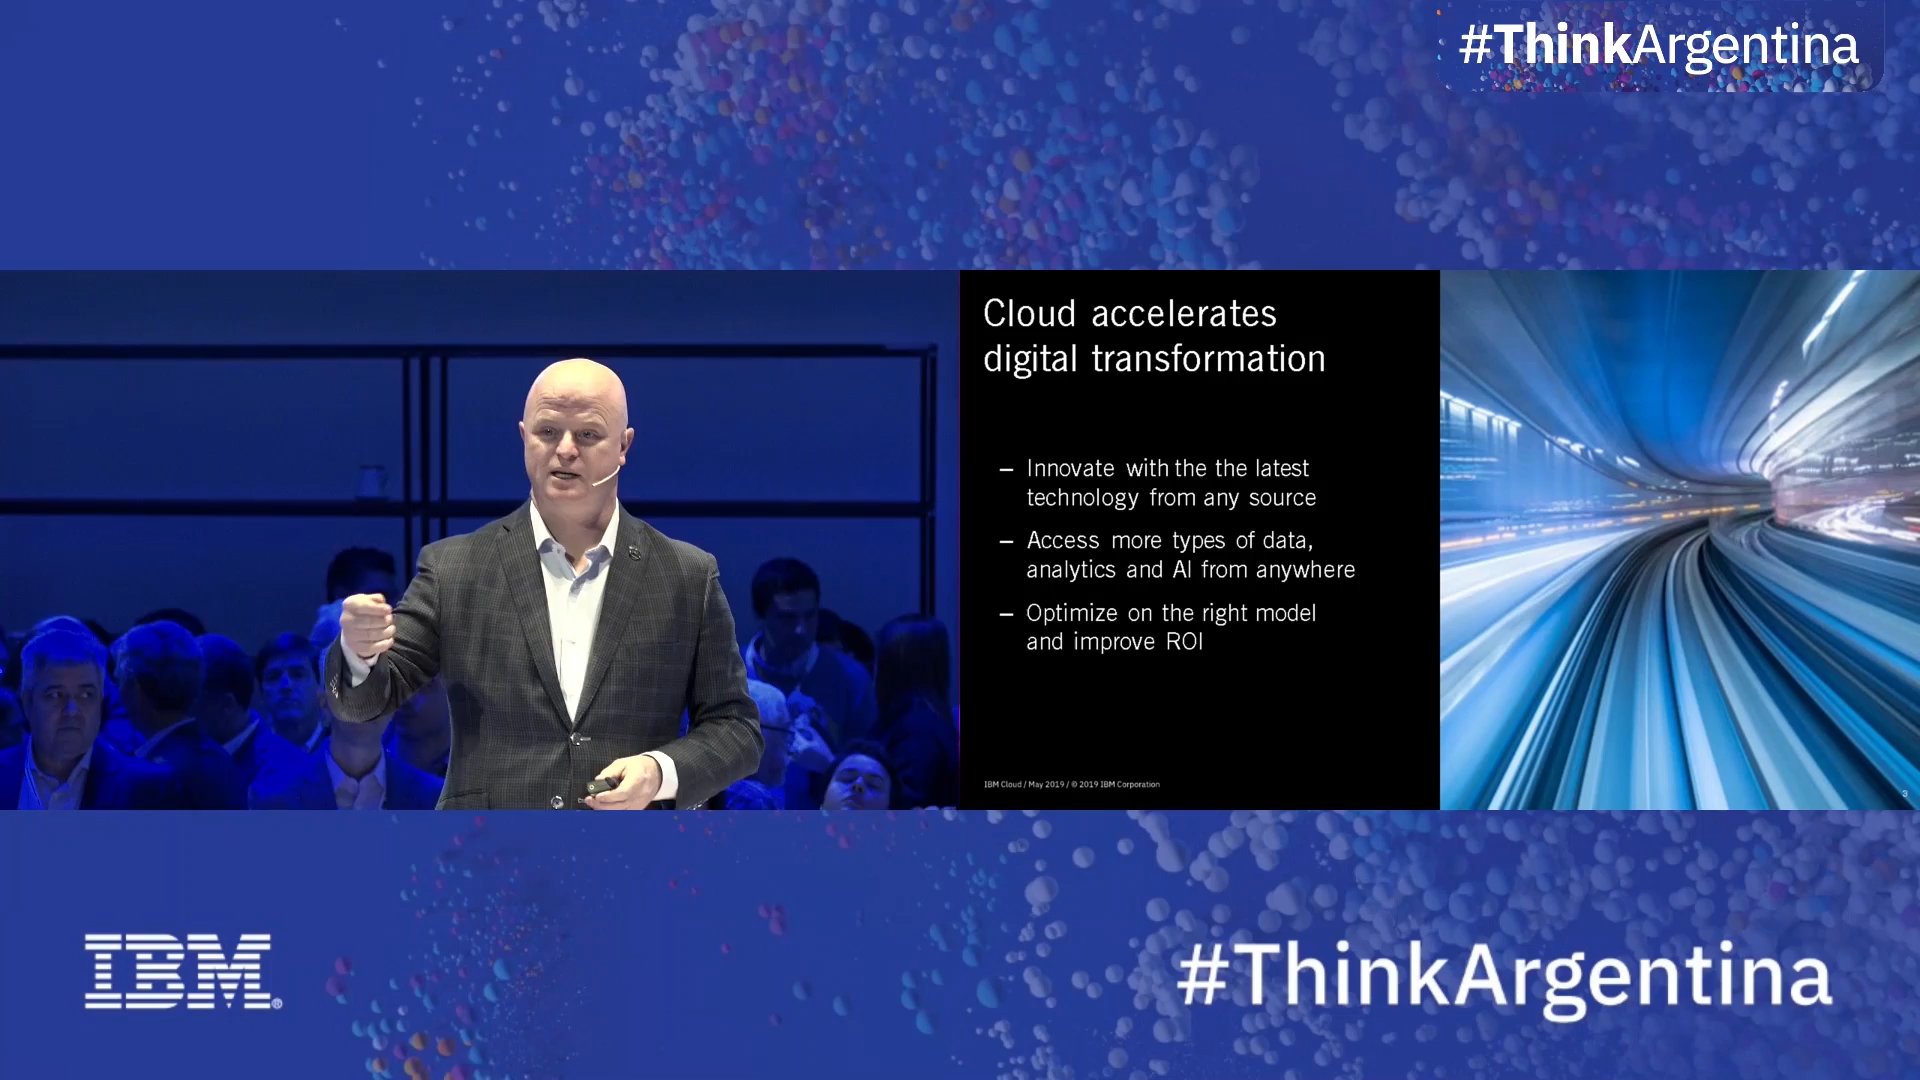 #ThinkArgentina
Cloud accelerates
digital transformation
– Innovate with the the latest
technology from any source
– Access more types of data,
analytics and AI from anywhere
– Optimize on the right model
and improve ROI
IBM Cloud / May 2019 / © 2019 IBM Corporation
3
IBM®
#ThinkArgentina